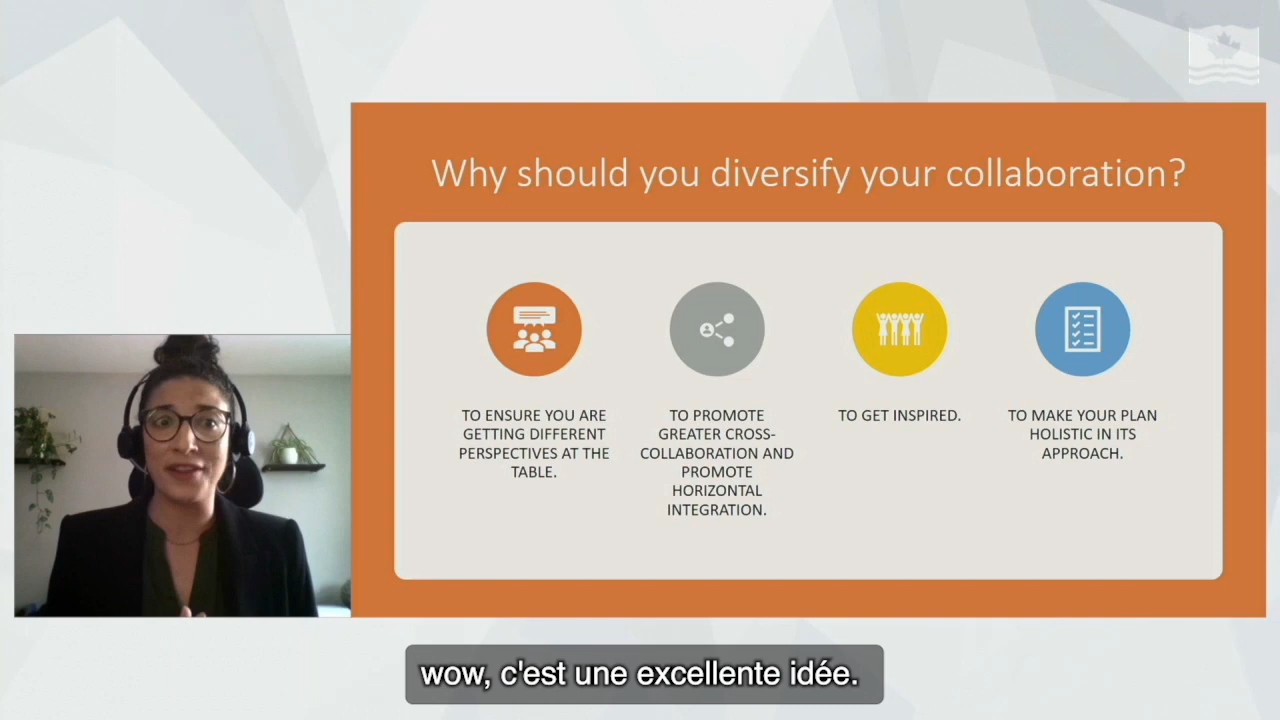 Why should you diversify your collaboration?
TO ENSURE YOU ARE
GETTING DIFFERENT
PERSPECTIVES AT THE
TABLE.
TO PROMOTE
GREATER CROSS-
COLLABORATION AND
PROMOTE
HORIZONTAL
INTEGRATION.
TO GET INSPIRED.
TO MAKE YOUR PLAN
HOLISTIC IN ITS
APPROACH.
wow, c'est une excellente idée.